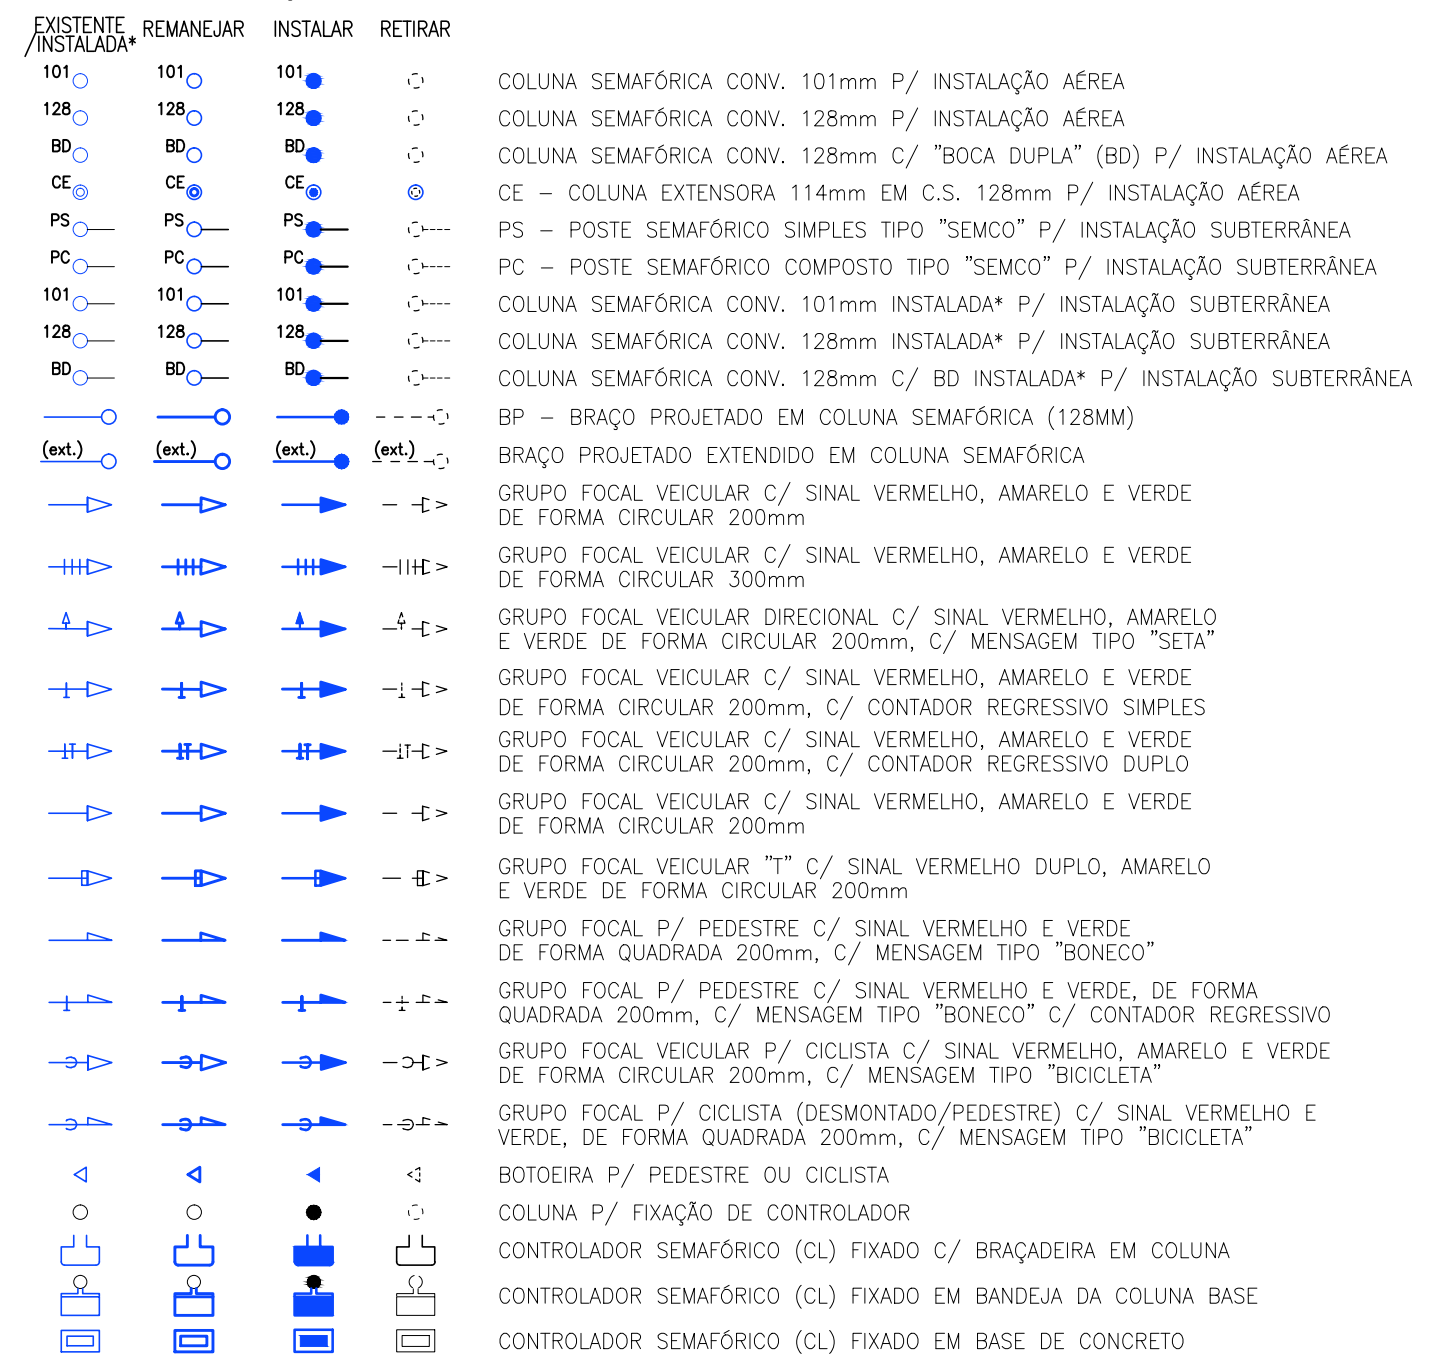 EXISTENTE
/INSTALADA* REMANEJAR INSTALAR RETIRAR
101 101 101 COLUNA SEMAFÓRICA CONV. 101mm P/ INSTALAÇÃO AÉREA
128 128 128 COLUNA SEMAFÓRICA CONV. 128mm P/ INSTALAÇÃO AÉREA
BD BD BD COLUNA SEMAFÓRICA CONV. 128mm C/ "BOCA DUPLA" (BD) P/ INSTALAÇÃO AÉREA
CE CE CE CE – COLUNA EXTENSORA 114mm EM C.S. 128mm P/ INSTALAÇÃO AÉREA
PS PS PS PS – POSTE SEMAFÓRICO SIMPLES TIPO "SEMCO" P/ INSTALAÇÃO SUBTERRÂNEA
PC PC PC PC – POSTE SEMAFÓRICO COMPOSTO TIPO "SEMCO" P/ INSTALAÇÃO SUBTERRÂNEA
101 101 101 COLUNA SEMAFÓRICA CONV. 101mm INSTALADA* P/ INSTALAÇÃO SUBTERRÂNEA
128 128 128 COLUNA SEMAFÓRICA CONV. 128mm INSTALADA* P/ INSTALAÇÃO SUBTERRÂNEA
BD BD BD COLUNA SEMAFÓRICA CONV. 128mm C/ BD INSTALADA* P/ INSTALAÇÃO SUBTERRÂNEA
BP – BRAÇO PROJETADO EM COLUNA SEMAFÓRICA (128MM)
(ext.) (ext.) (ext.) (ext.) BRAÇO PROJETADO EXTENDIDO EM COLUNA SEMAFÓRICA
GRUPO FOCAL VEICULAR C/ SINAL VERMELHO, AMARELO E VERDE
DE FORMA CIRCULAR 200mm
GRUPO FOCAL VEICULAR C/ SINAL VERMELHO, AMARELO E VERDE
DE FORMA CIRCULAR 300mm
GRUPO FOCAL VEICULAR DIRECIONAL C/ SINAL VERMELHO, AMARELO
E VERDE DE FORMA CIRCULAR 200mm, C/ MENSAGEM TIPO "SETA"
GRUPO FOCAL VEICULAR C/ SINAL VERMELHO, AMARELO E VERDE
DE FORMA CIRCULAR 200mm, C/ CONTADOR REGRESSIVO SIMPLES
GRUPO FOCAL VEICULAR C/ SINAL VERMELHO, AMARELO E VERDE
DE FORMA CIRCULAR 200mm, C/ CONTADOR REGRESSIVO DUPLO
GRUPO FOCAL VEICULAR C/ SINAL VERMELHO, AMARELO E VERDE
DE FORMA CIRCULAR 200mm
GRUPO FOCAL VEICULAR "T" C/ SINAL VERMELHO DUPLO, AMARELO
E VERDE DE FORMA CIRCULAR 200mm
GRUPO FOCAL P/ PEDESTRE C/ SINAL VERMELHO E VERDE
DE FORMA QUADRADA 200mm, C/ MENSAGEM TIPO "BONECO"
GRUPO FOCAL P/ PEDESTRE C/ SINAL VERMELHO E VERDE, DE FORMA
QUADRADA 200mm, C/ MENSAGEM TIPO "BONECO" C/ CONTADOR REGRESSIVO
GRUPO FOCAL VEICULAR P/ CICLISTA C/ SINAL VERMELHO, AMARELO E VERDE
DE FORMA CIRCULAR 200mm, C/ MENSAGEM TIPO "BICICLETA"
GRUPO FOCAL P/ CICLISTA (DESMONTADO/PEDESTRE) C/ SINAL VERMELHO E
VERDE, DE FORMA QUADRADA 200mm, C/ MENSAGEM TIPO "BICICLETA"
BOTOEIRA P/ PEDESTRE OU CICLISTA
COLUNA P/ FIXAÇÃO DE CONTROLADOR
CONTROLADOR SEMAFÓRICO (CL) FIXADO C/ BRAÇADEIRA EM COLUNA
CONTROLADOR SEMAFÓRICO (CL) FIXADO EM BANDEJA DA COLUNA BASE
CONTROLADOR SEMAFÓRICO (CL) FIXADO EM BASE DE CONCRETO